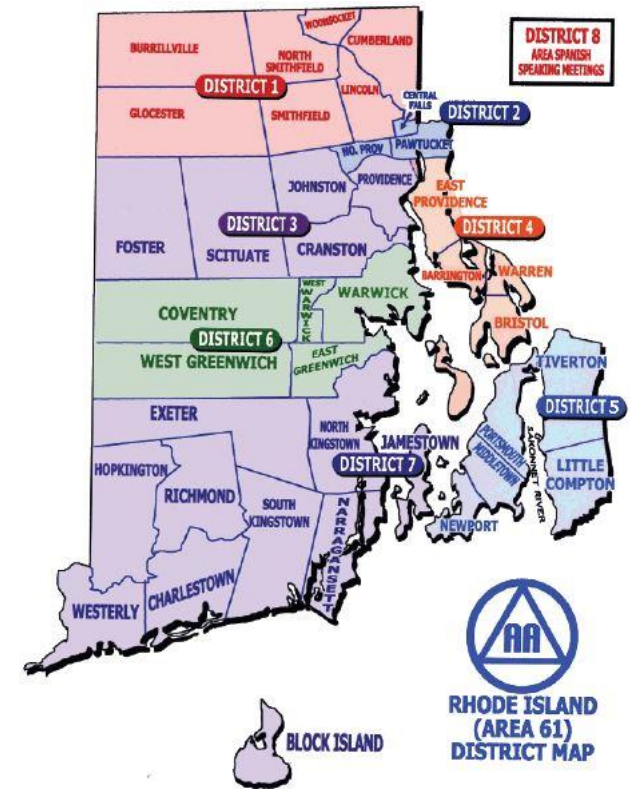 WOONSOCKET
BURRILLVILLE
NORTH
SMITHFIELD
CUMBERLAND
DISTRICT 8
AREA SPANISH
SPEAKING MEETINGS
DISTRICT 1
LINCOLN
CENTRAL
FALLS
DISTRICT 2
GLOCESTER
SMITHFIELD
NO. PROV
PAWTUCKET
JOHNSTON
PROVIDENCE
EAST
PROVIDENCE
DISTRICT 3
DISTRICT 4
FOSTER
SCITUATE
CRANSTON
BARRINGTON
WARREN
COVENTRY
WEST
WARWICK
WARWICK
BRISTOL
DISTRICT 6
WEST GREENWICH
EAST
GREENWICH
TIVERTON
EXETER
DISTRICT 5
NORTH
KINGSTOWN
JAMESTOWN
PORTSMOUTH
MIDDLETOWN
SAKONNET RIVER
DISTRICT 7
HOPKINGTON
RICHMOND
LITTLE
COMPTON
SOUTH
KINGSTOWN
NARRAGANSETT
NEWPORT
WESTERLY
CHARLESTOWN
AA
RHODE ISLAND
(AREA 61)
DISTRICT MAP
BLOCK ISLAND